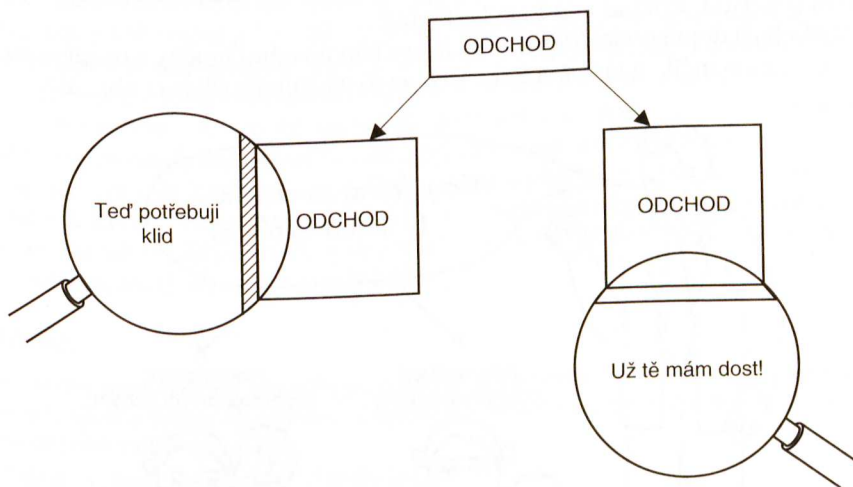 ODCHOD
Teď potřebuji
klid
ODCHOD
ODCHOD
Už tě mám dost!